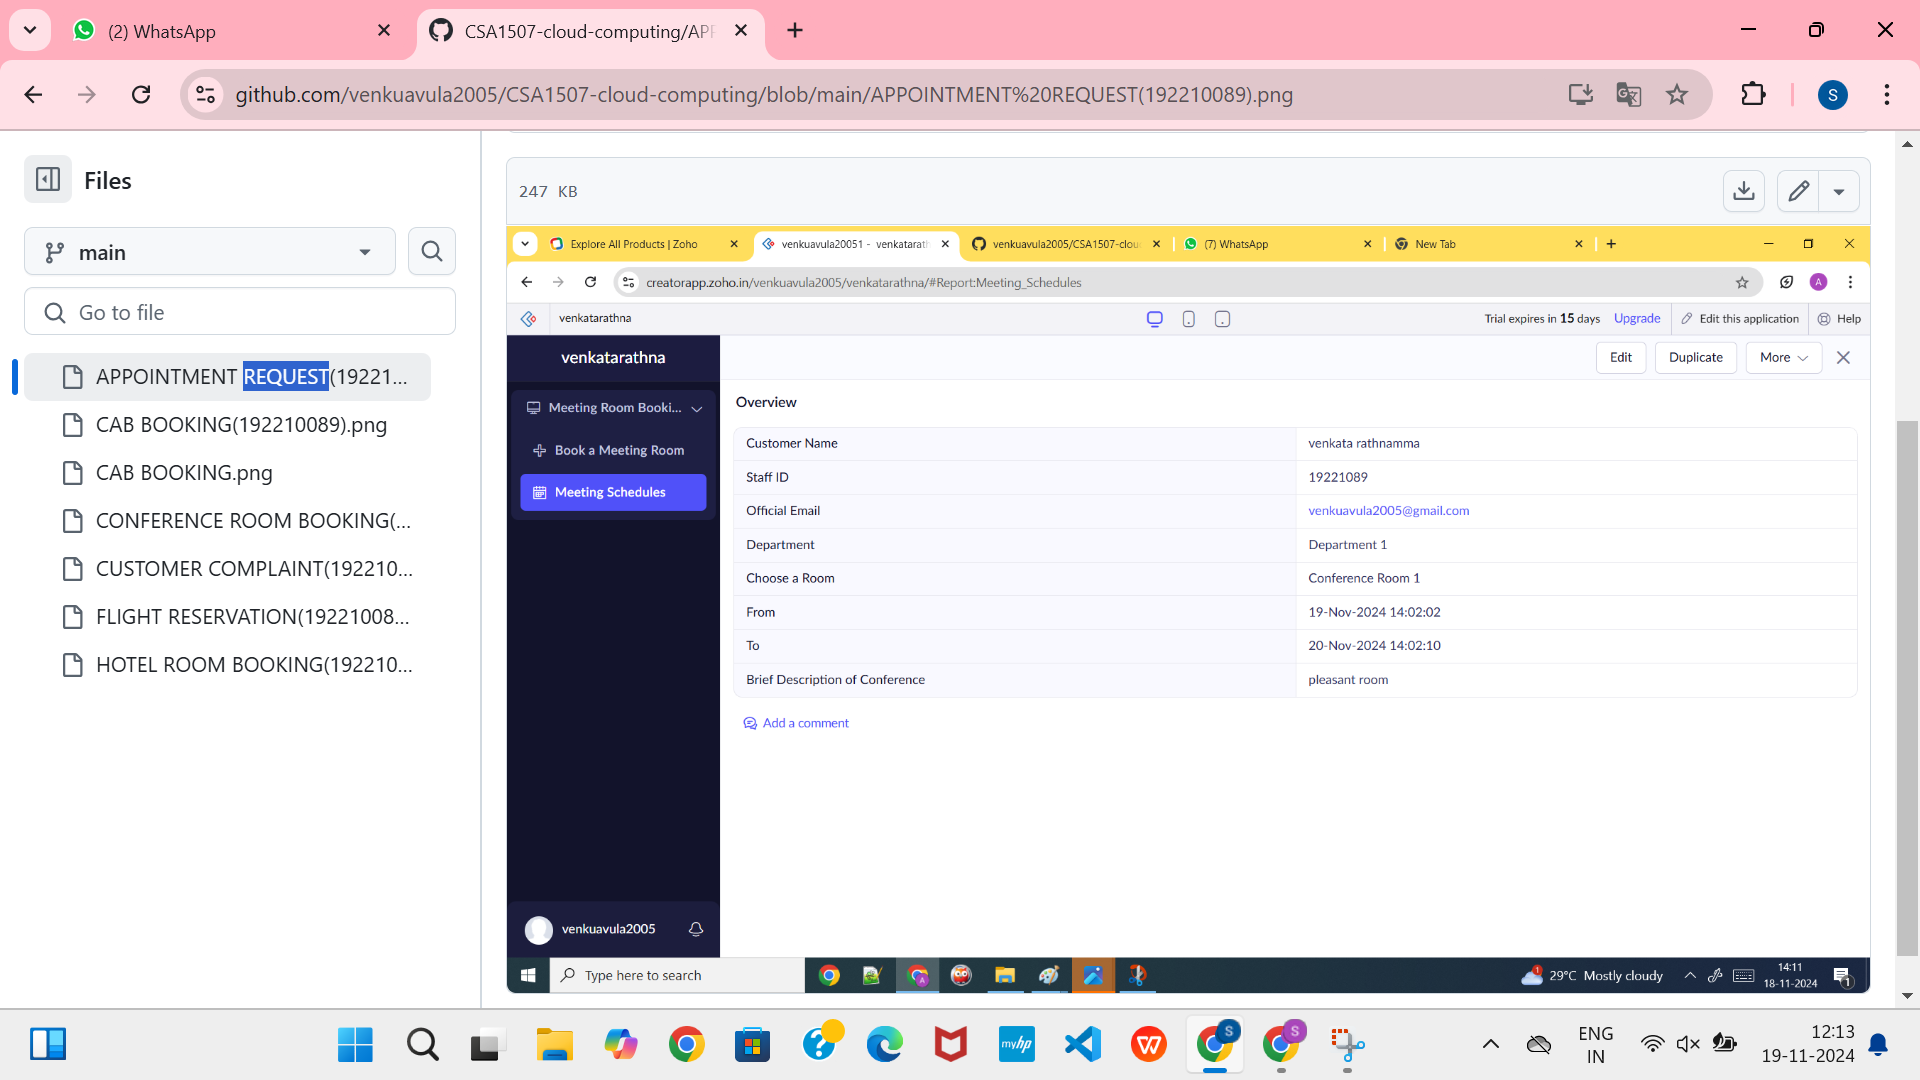 (2) WhatsApp
CSA1507-cloud-computing/APP
github.com/venkuavula2005/CSA1507-cloud-computing/blob/main/APPOINTMENT%20REQUEST(192210089).png
S
Files
main
Go to file
APPOINTMENT REQUEST(19221...
CAB BOOKING(192210089).png
CAB BOOKING.png
CONFERENCE ROOM BOOKING(...
CUSTOMER COMPLAINT(192210...
FLIGHT RESERVATION(19221008...
HOTEL ROOM BOOKING(192210...
247 KB
Explore All Products | Zoho
venkuavula20051 - venkatarath
venkuavula2005/CSA1507-clou
(7) WhatsApp
New Tab
creatorapp.zoho.in/venkuavula2005/venkatarathna/#Report:Meeting_Schedules
A
venkatarathna
Trial expires in 15 days
Upgrade
Edit this application
Help
venkatarathna
Edit
Duplicate
More
Meeting Room Booki...
Book a Meeting Room
Meeting Schedules
Overview
Customer Name
venkata rathnamma
Staff ID
19221089
Official Email
venkuavula2005@gmail.com
Department
Department 1
Choose a Room
Conference Room 1
From
19-Nov-2024 14:02:02
To
20-Nov-2024 14:02:10
Brief Description of Conference
pleasant room
Add a comment
venkuavula2005
Type here to search
29°C Mostly cloudy
14:11
18-11-2024
1
myhp
S
S
ENG
IN
12:13
19-11-2024